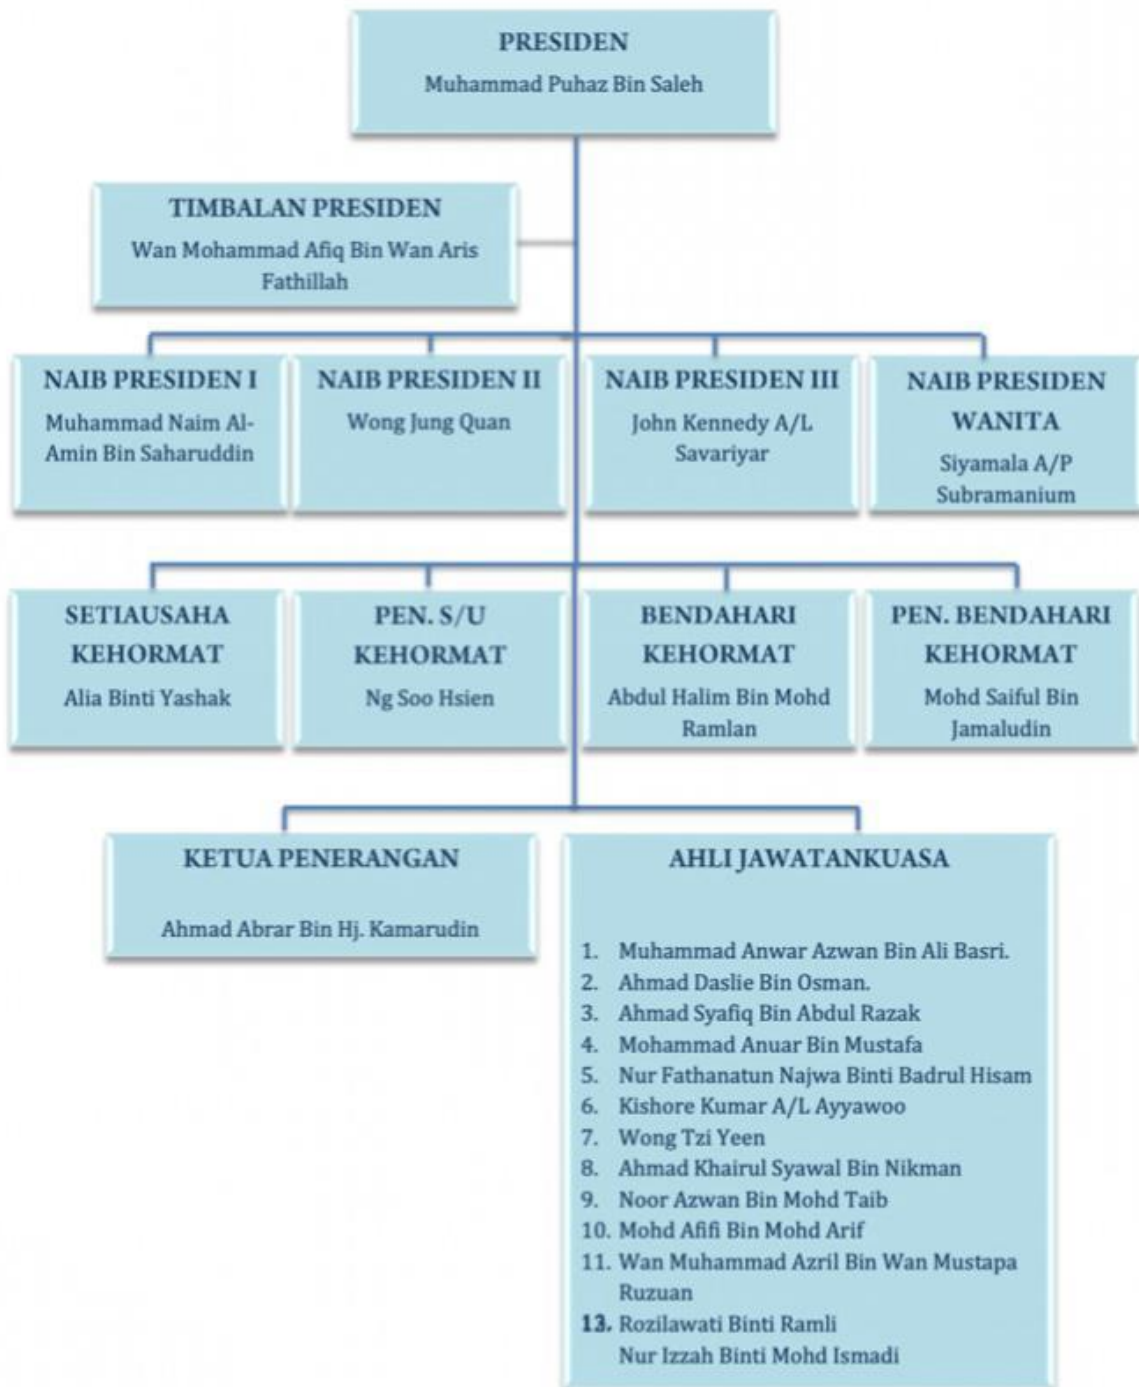 PRESIDEN
Muhammad Puhaz Bin Saleh
TIMBALAN PRESIDEN
Wan Mohammad Afiq Bin Wan Aris
Fathillah
NAIB PRESIDEN I
Muhammad Naim Al-
Amin Bin Saharuddin
NAIB PRESIDEN II
Wong Jung Quan
NAIB PRESIDEN III
John Kennedy A/L
Savariyar
NAIB PRESIDEN
WANITA
Siyamala A/P
Subramanium
SETIAUSAHA
KEHORMAT
Alia Binti Yashak
PEN. S/U
KEHORMAT
Ng Soo Hsien
BENDAHARI
KEHORMAT
Abdul Halim Bin Mohd
Ramlan
PEN. BENDAHARI
KEHORMAT
Mohd Saiful Bin
Jamaludin
KETUA PENERANGAN
Ahmad Abrar Bin Hj. Kamarudin
AHLI JAWATANKUASA
1. Muhammad Anwar Azwan Bin Ali Basri.
2. Ahmad Daslie Bin Osman.
3. Ahmad Syafiq Bin Abdul Razak
4. Mohammad Anuar Bin Mustafa
5. Nur Fathanatun Najwa Binti Badrul Hisam
6. Kishore Kumar A/L Ayyawoo
7. Wong Tzi Yeen
8. Ahmad Khairul Syawal Bin Nikman
9. Noor Azwan Bin Mohd Taib
10. Mohd Afifi Bin Mohd Arif
11. Wan Muhammad Azril Bin Wan Mustapa
Ruzuan
Rozilawati Binti Ramli
Nur Izzah Binti Mohd Ismadi